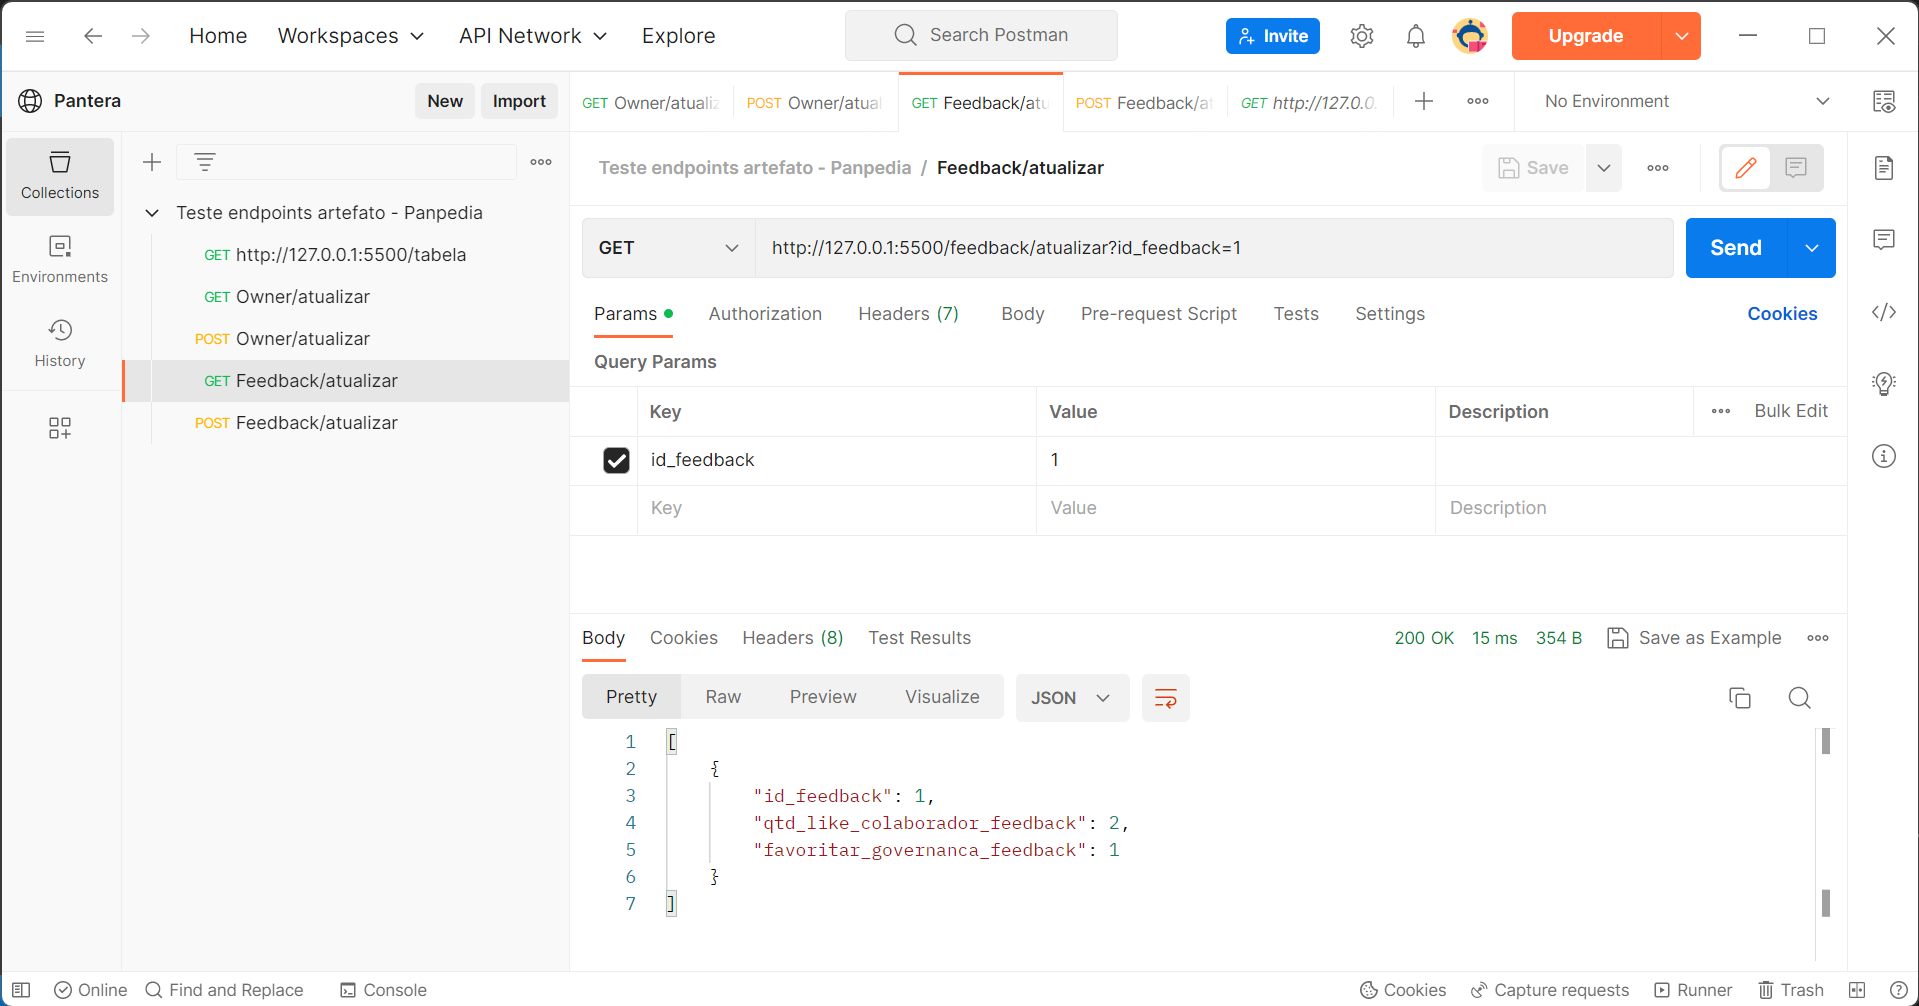 Home Workspaces API Network Explore Search Postman Invite Upgrade
Pantera New Import
GET Owner/atualiz POST Owner/atual GET Feedback/atu POST Feedback/at GET http://127.0.0. No Environment
Collections
Environments
History
Teste endpoints artefato - Panpedia
GET http://127.0.0.1:5500/tabela
GET Owner/atualizar
POST Owner/atualizar
GET Feedback/atualizar
POST Feedback/atualizar
Teste endpoints artefato - Panpedia / Feedback/atualizar Save
GET http://127.0.0.1:5500/feedback/atualizar?id_feedback=1 Send
Params Authorization Headers (7) Body Pre-request Script Tests Settings Cookies
Query Params
Key Value Description Bulk Edit
id_feedback 1
Key Value Description
Body Cookies Headers (8) Test Results 200 OK 15 ms 354 B Save as Example
Pretty Raw Preview Visualize JSON
1 [
2 {
3 "id_feedback": 1,
4 "qtd_like_colaborador_feedback": 2,
5 "favoritar_governanca_feedback": 1
6 }
7 ]
Online Find and Replace Console Cookies Capture requests Runner Trash